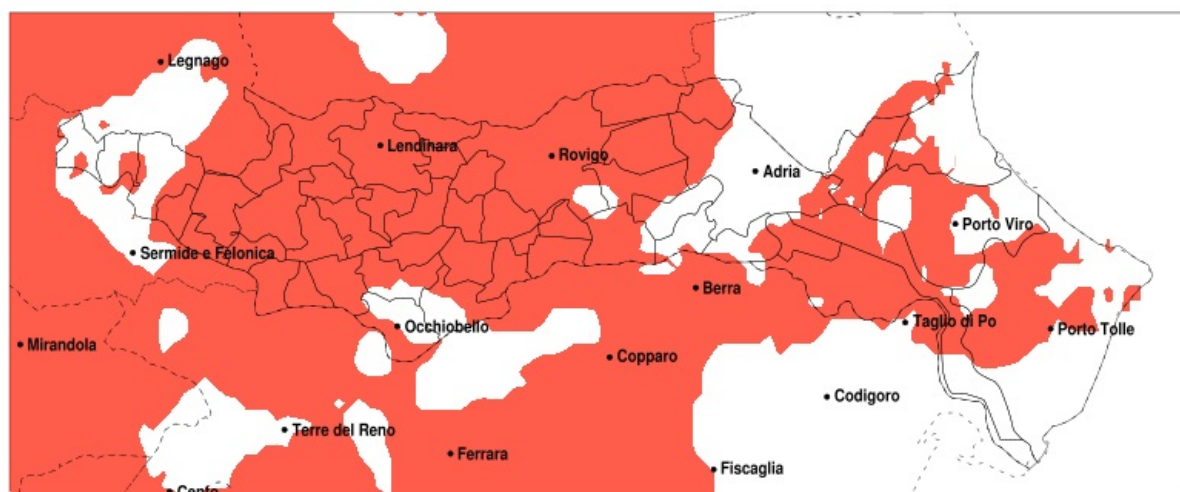 Legnago
Lendinara
Rovigo
Adria
Porto Viro
Sermide e Felonica
Berra
Taglio di Po
Porto Tolle
Occhiobello
Mirandola
Copparo
Codigoro
Terre del Reno
Ferrara
Fiscaglia